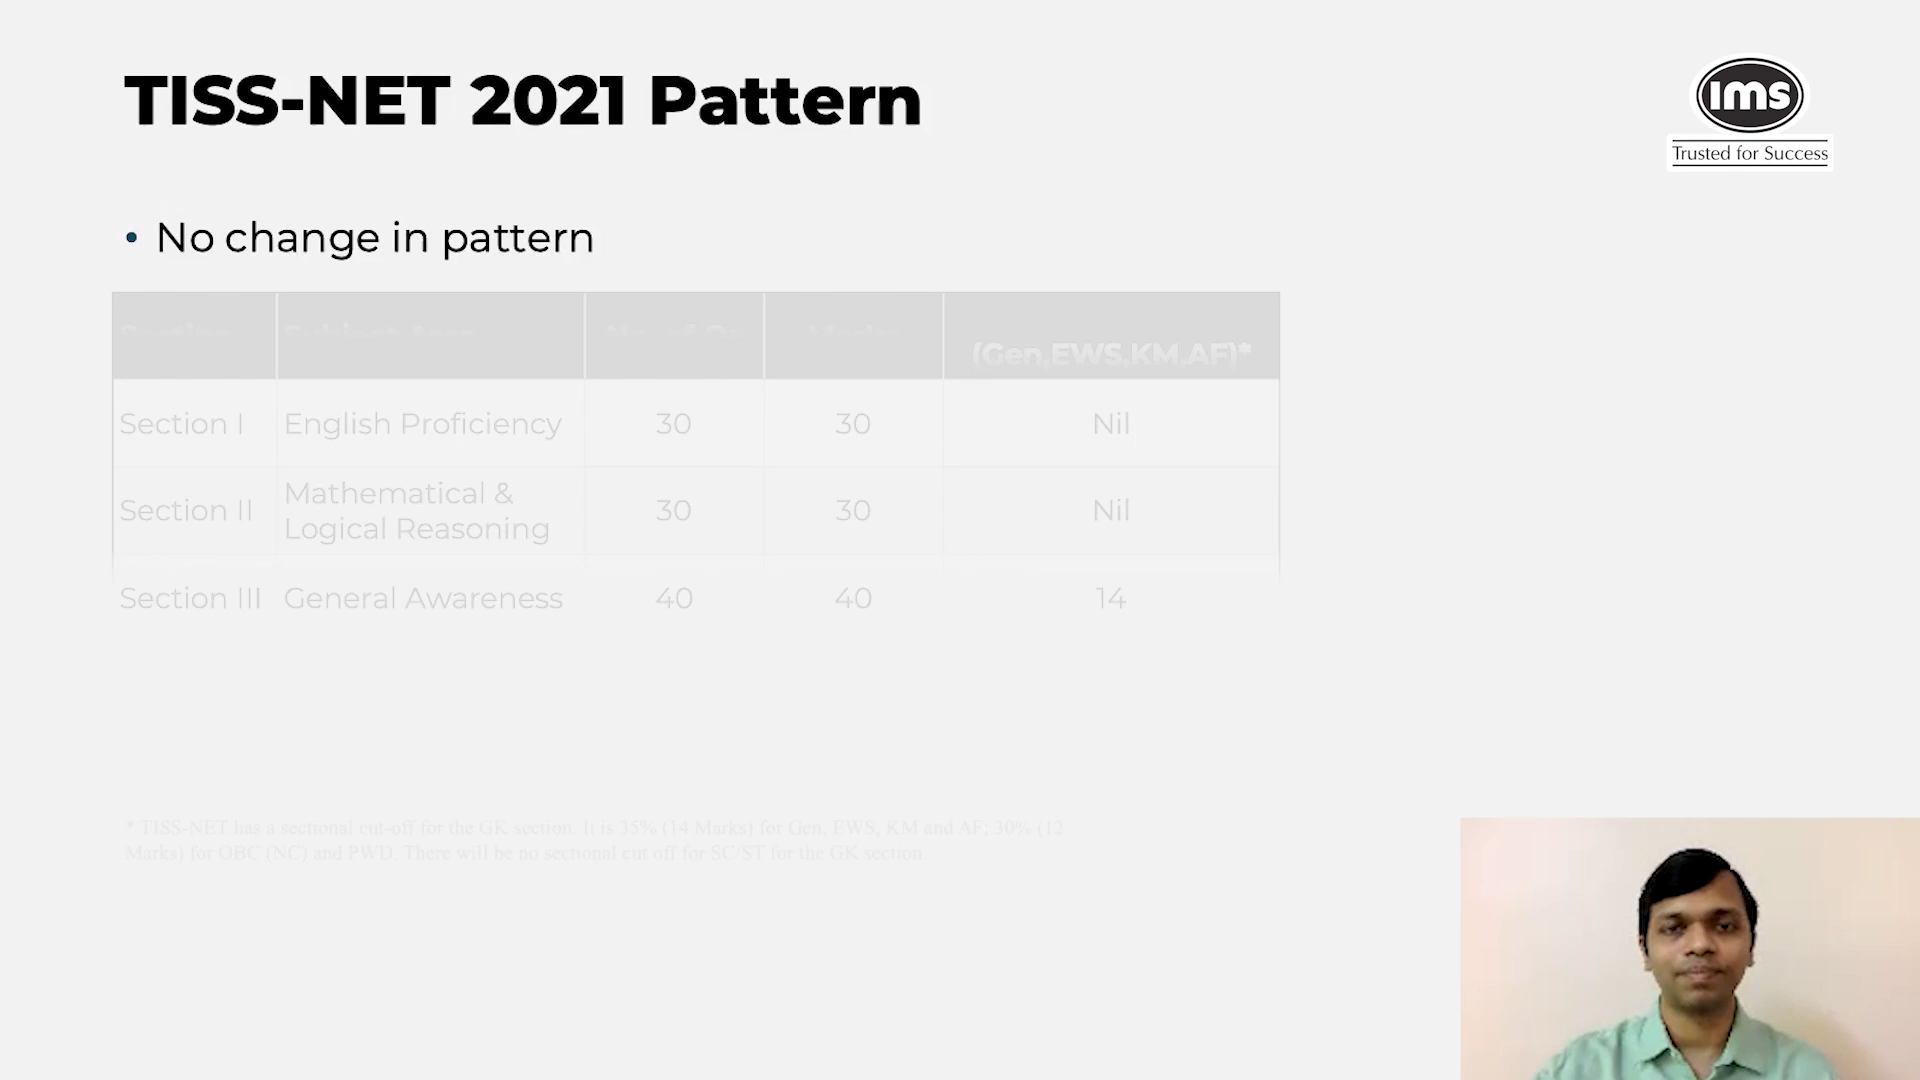 TISS-NET 2021 Pattern
ims
Trusted for Success
• No change in pattern
(Gen,EWS,KM,AF)*
Section I English Proficiency 30 30 Nil
Section II Mathematical & Logical Reasoning 30 30 Nil
Section III General Awareness 40 40 14
* TISS-NET has a sectional cut-off for the GK section. It is 35% (14 Marks) for Gen, EWS, KM and AF; 30% (12
Marks) for OBC (NC) and PWD. There will be no sectional cut off for SC/ST for the GK section.